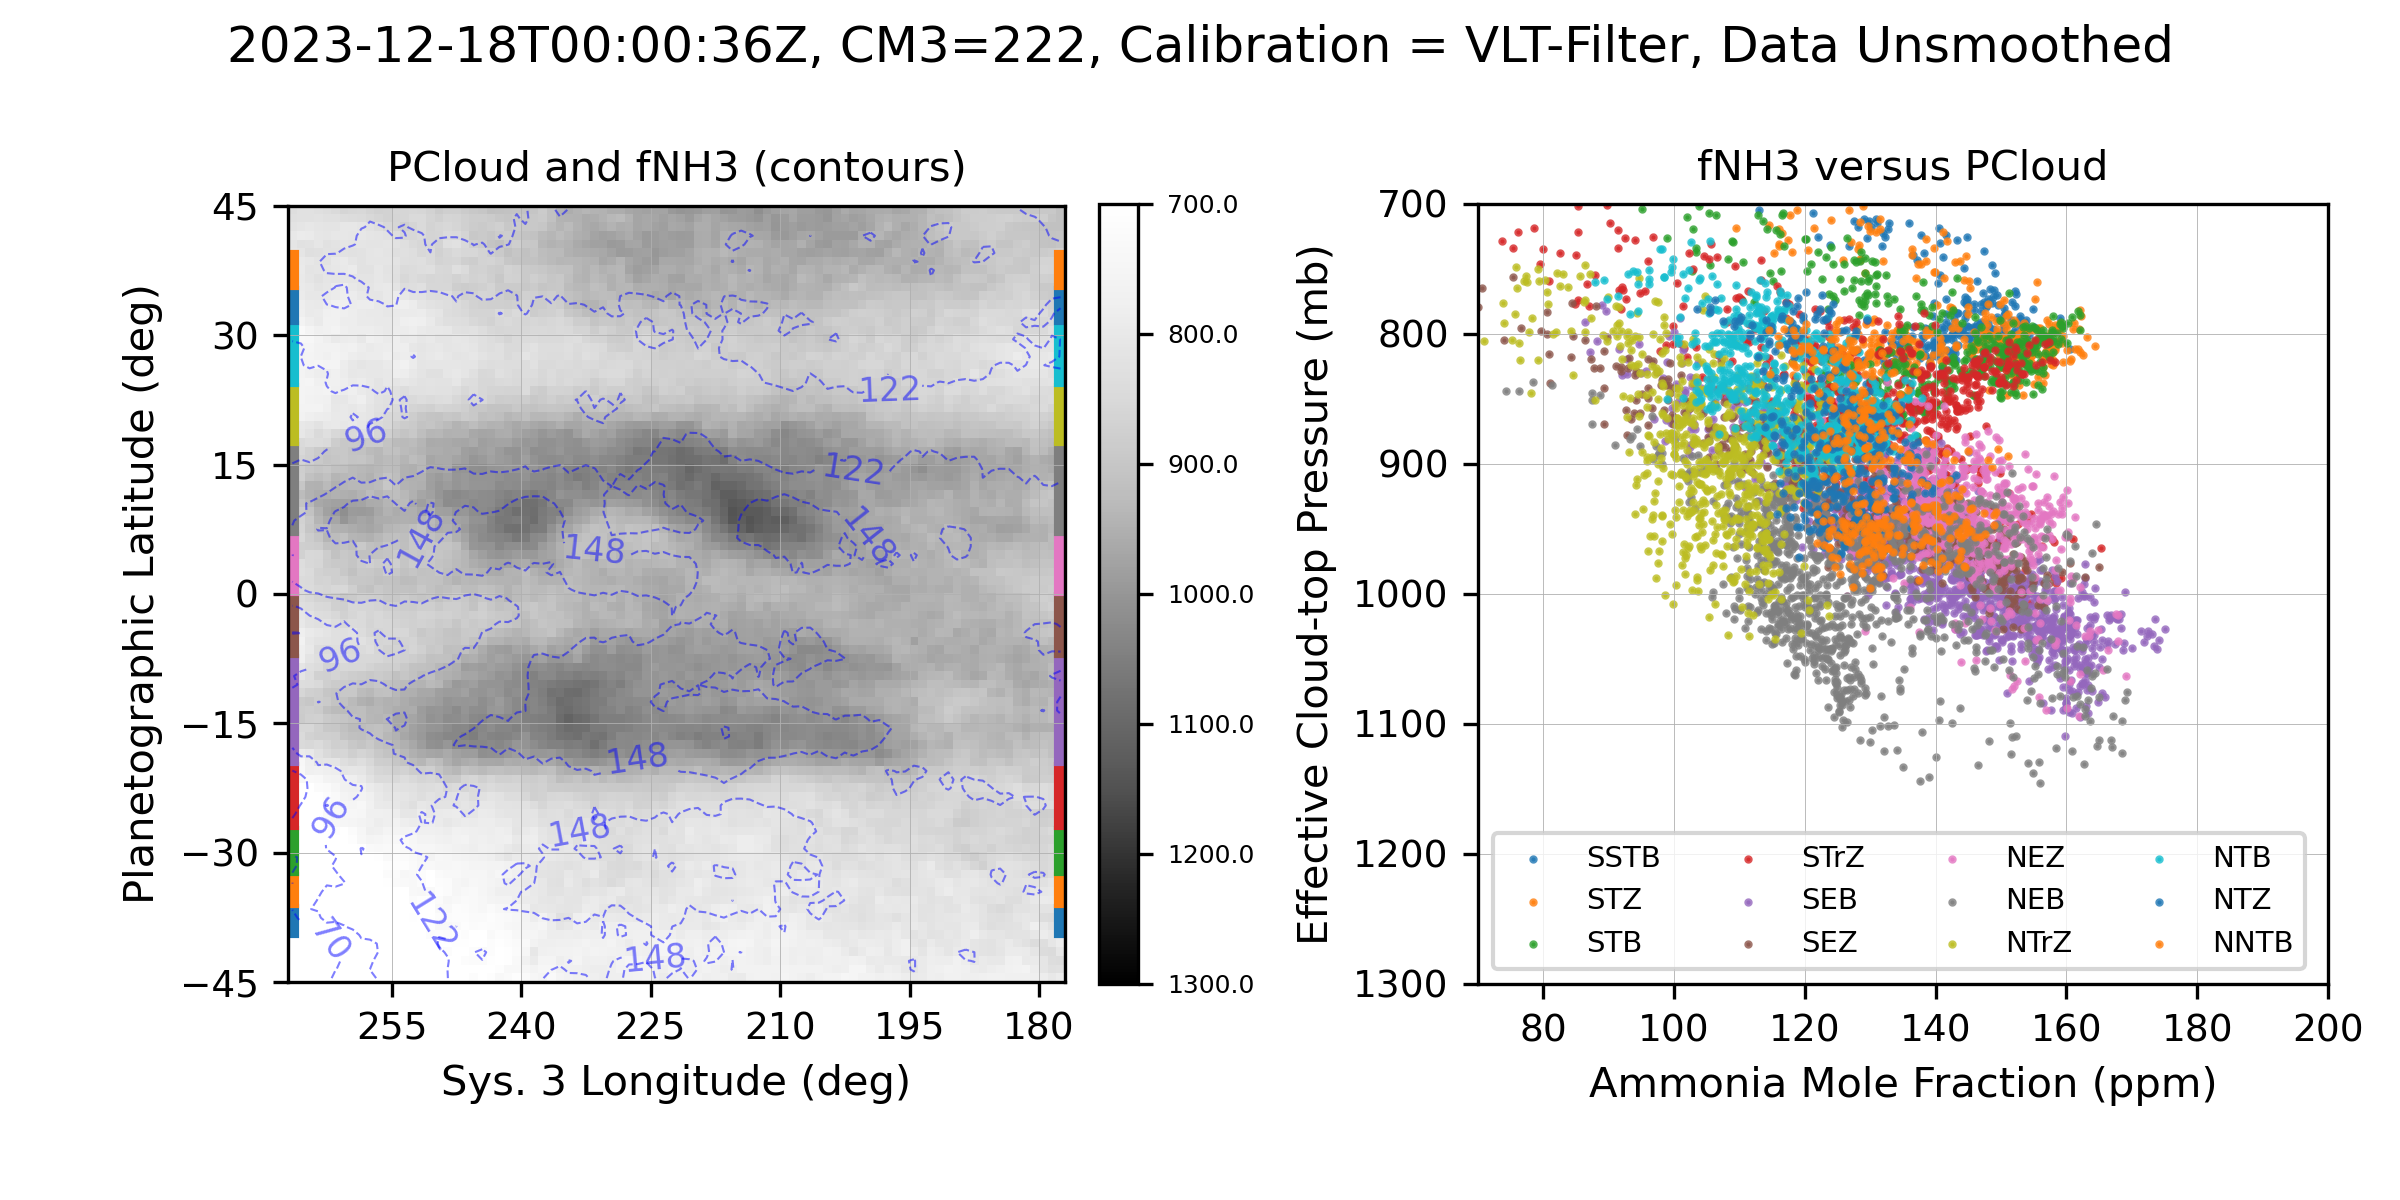 2023-12-18T00:00:36Z, CM3=222, Calibration = VLT-Filter, Data Unsmoothed
PCloud and fNH3 (contours)
Planetographic Latitude (deg)
45
30
15
0
−15
−30
−45
122
96
122
148
148
148
96
148
96
148
122
70
148
255
240
225
210
195
180
Sys. 3 Longitude (deg)
700.0
800.0
900.0
1000.0
1100.0
1200.0
1300.0
fNH3 versus PCloud
Effective Cloud-top Pressure (mb)
700
800
900
1000
1100
1200
1300
SSTB
STZ
STB
STrZ
SEB
SEZ
NEZ
NEB
NTrZ
NTB
NTZ
NNTB
80
100
120
140
160
180
200
Ammonia Mole Fraction (ppm)